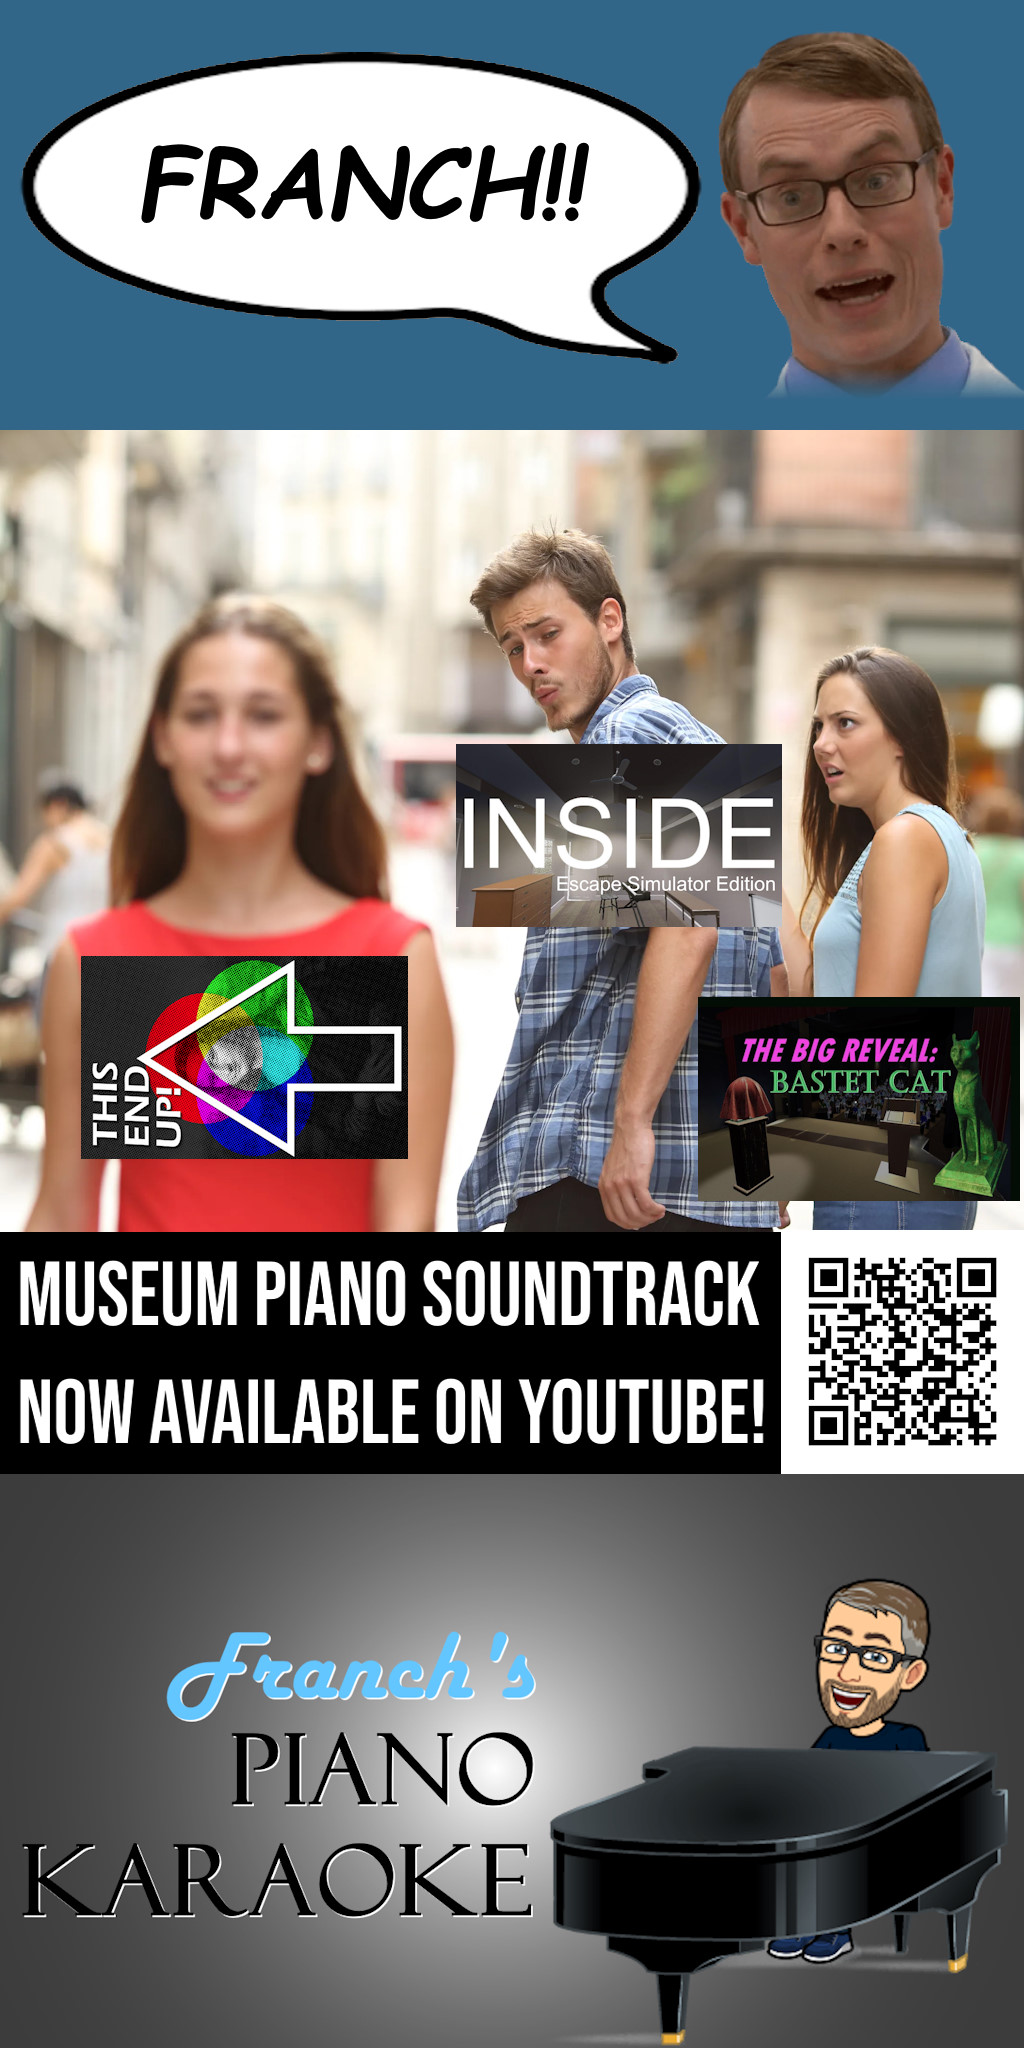 FRANCH!!
INSIDE
Escape Simulator Edition
THIS
END
UP!
THE BIG REVEAL:
BASTET CAT
MUSEUM PIANO SOUNDTRACK
NOW AVAILABLE ON YOUTUBE!
Franch's
PIANO
KARAOKE